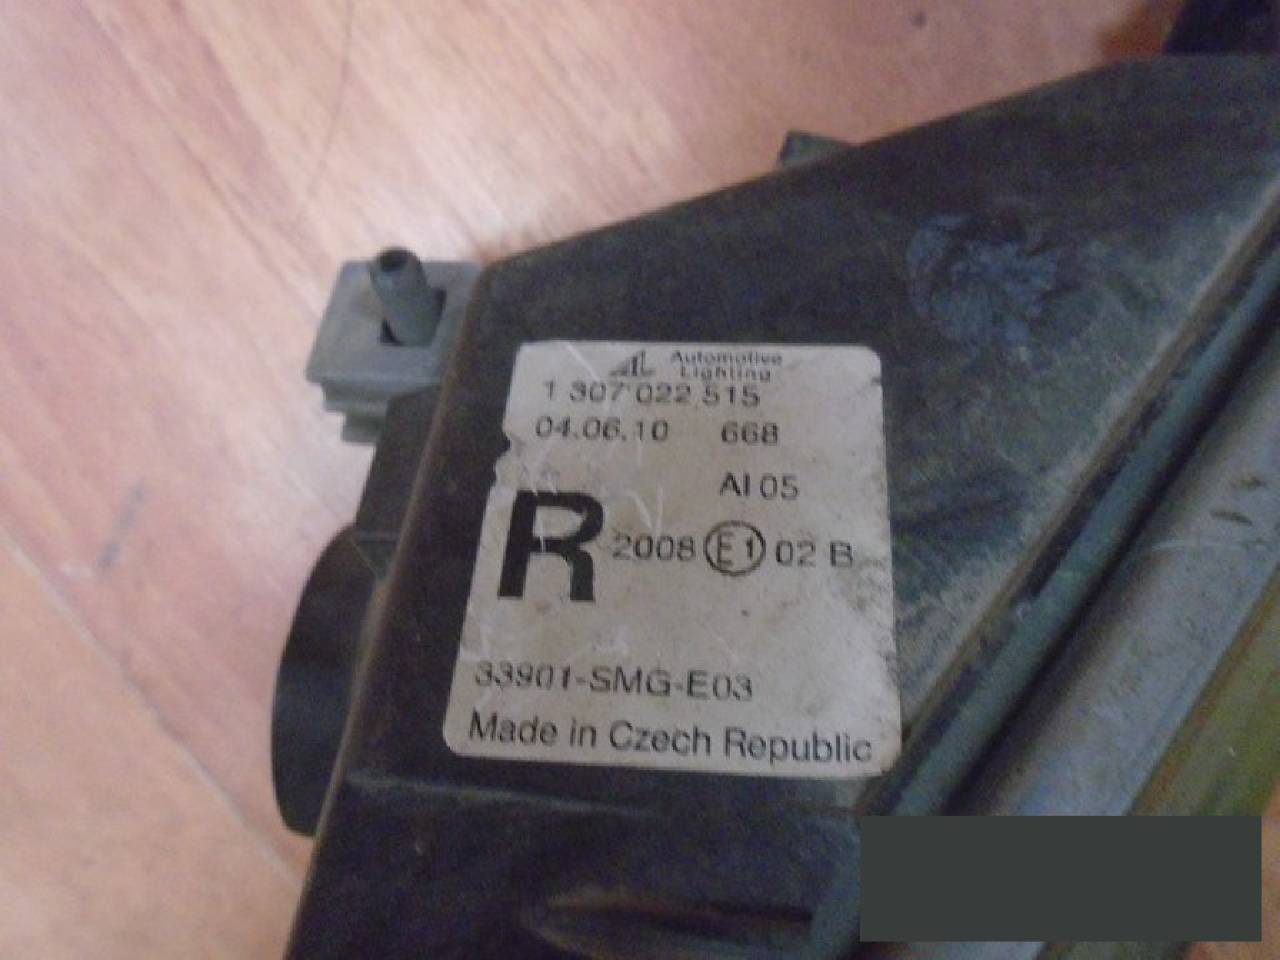 AL Automotive
Lighting
1 307 022 515
04.06.10 668
AI 05
R 2008 E1 02 B
33901-SMG-E03
Made in Czech Republic